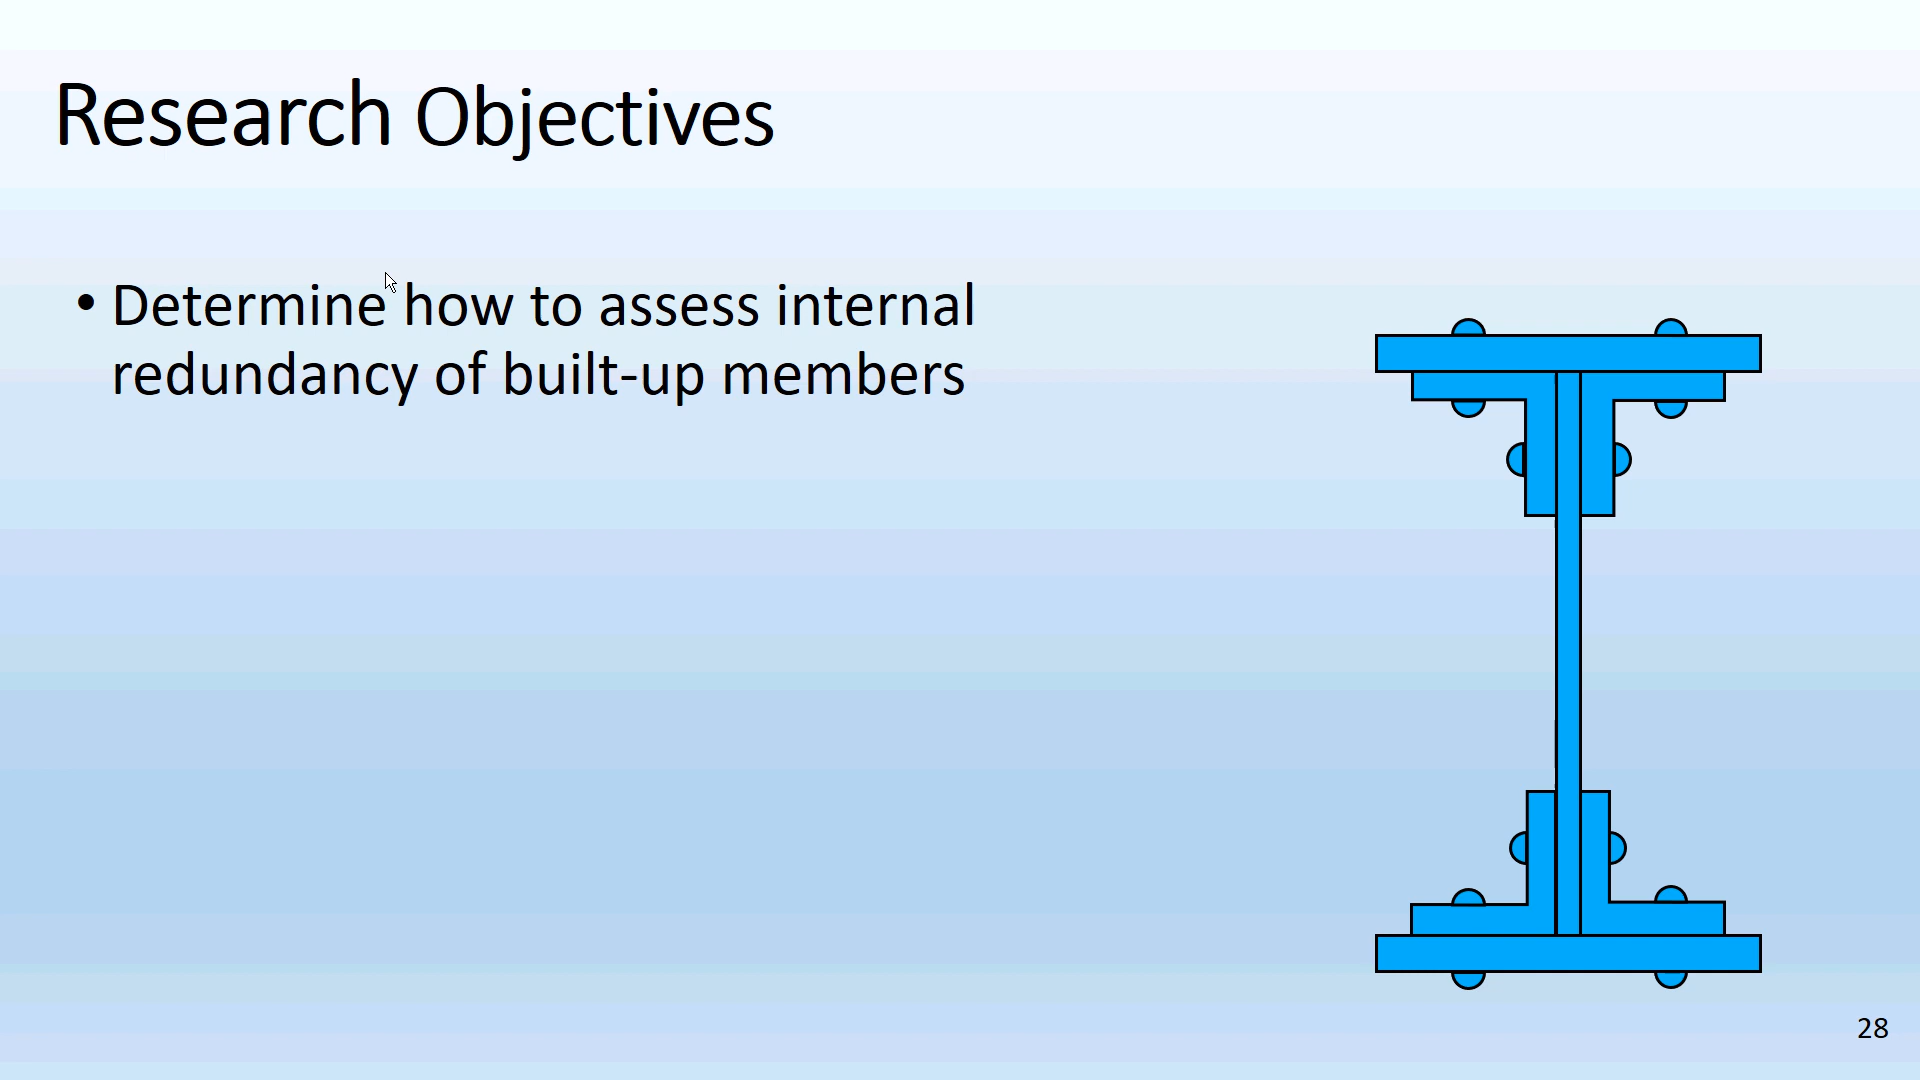 Research Objectives
• Determine how to assess internal
redundancy of built-up members
28